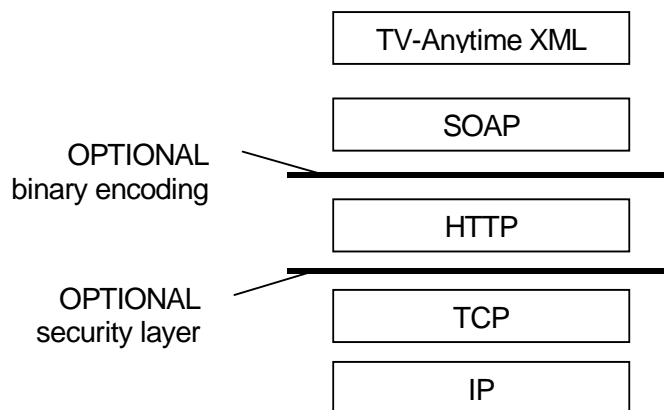 TV-Anytime XML
SOAP
OPTIONAL
binary encoding
HTTP
OPTIONAL
security layer
TCP
IP